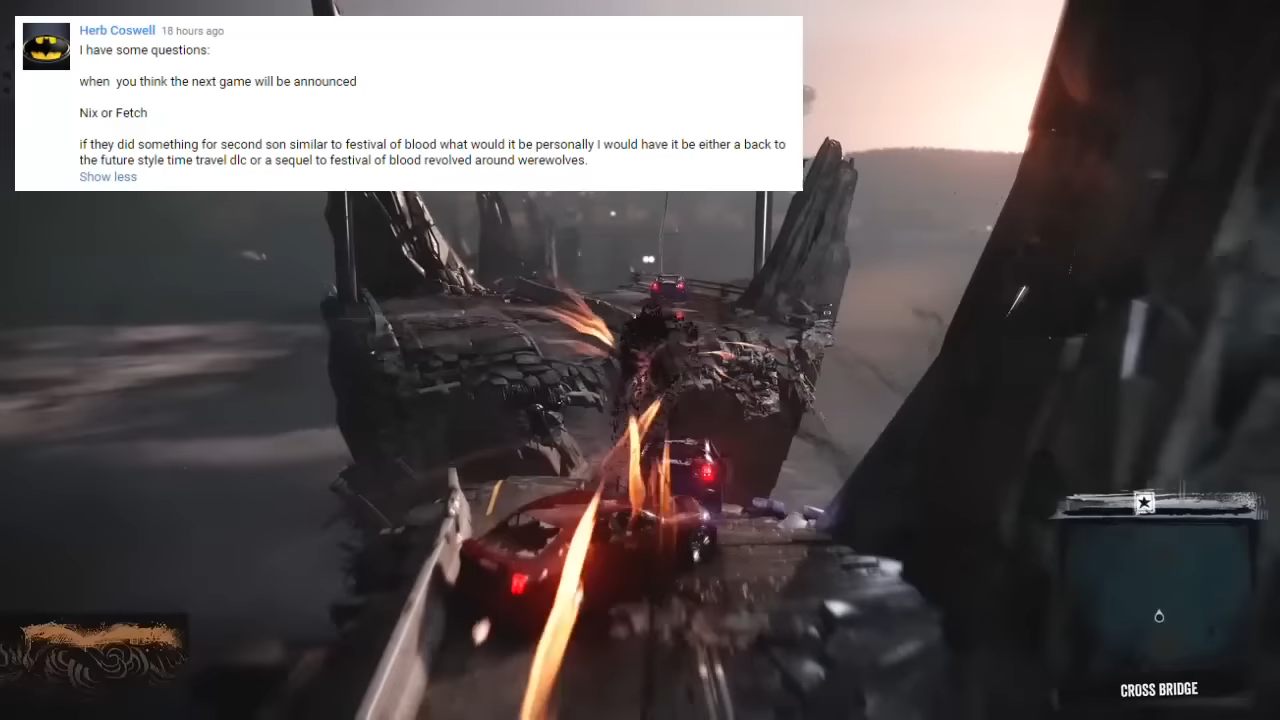 Herb Coswell 18 hours ago
I have some questions:
when  you think the next game will be announced
Nix or Fetch
if they did something for second son similar to festival of blood what would it be personally I would have it be either a back to
the future style time travel dlc or a sequel to festival of blood revolved around werewolves.
Show less
CROSS BRIDGE